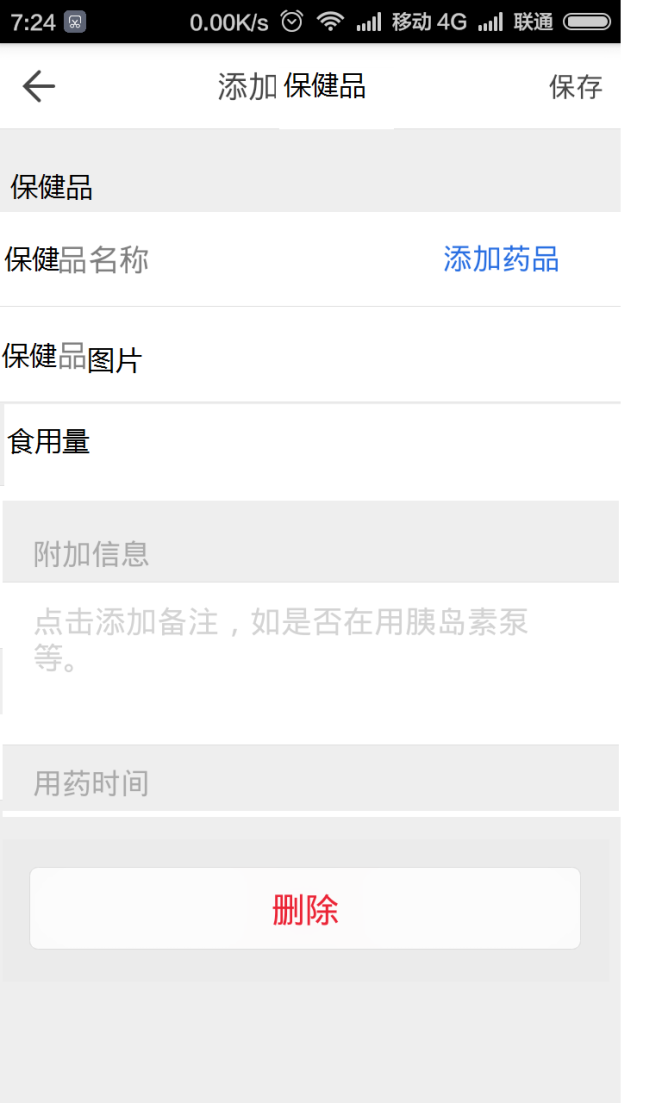 7:24 0.00K/s 移动 4G 联通
添加 保健品 保存
保健品
保健品名称 添加药品
保健品图片
食用量
附加信息
点击添加备注，如是否在用胰岛素泵
等。
用药时间
删除